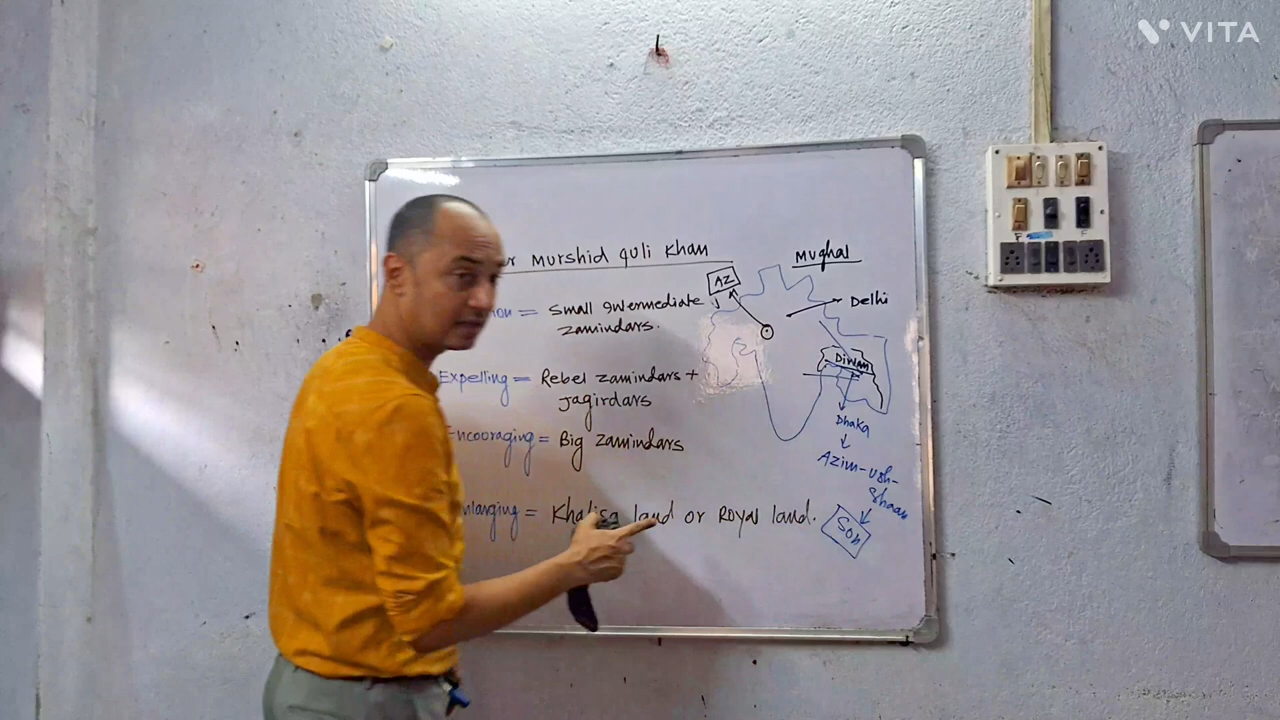 VITA
Murshid Quli Khan
Mughal
AZ
Delhi
= Small Intermediate
zamindars.
Diwan
Expelling = Rebel zamindars +
Jagirdars
Dhaka
Encouraging = Big zamindars
Azim-ush-
Shaan
= Khalisa land or Royal land.
Son